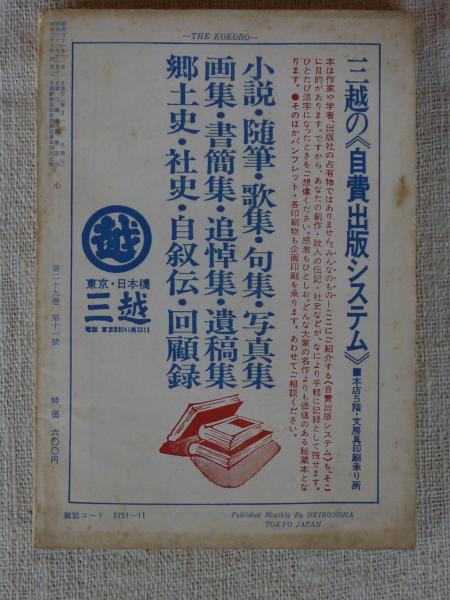 —THE KOKORO—
三越の《自費出版システム》
■本店5階・文房具印刷承り所
本は作家や学者、出版社の占有物ではありません。みんなのもの―ここにご紹介する《自費出版システム》も、そこ
に目的があります。ですから、あなたの創作・故人の伝記・社史などが、なにより手軽に記録として残せます。
ひとたび活字になったときをご想像ください。感激もひとしお。どんな大家の名作よりも価値のある秘蔵本とな
ります。●そのほかパンフレット・各印刷物も企画印刷を承ります。あわせてご相談ください。
小説・随筆・歌集・句集・写真集
画集・書簡集・追悼集・遺稿集
郷土史・社史・自叙伝・回顧録
越
東京・日本橋
三越
東京(241)3311
心
第二十九巻 第十一號
特価 六〇〇円
雑誌コード 3751-11
Published Monthly By HEIBONSHA
TOKYO JAPAN